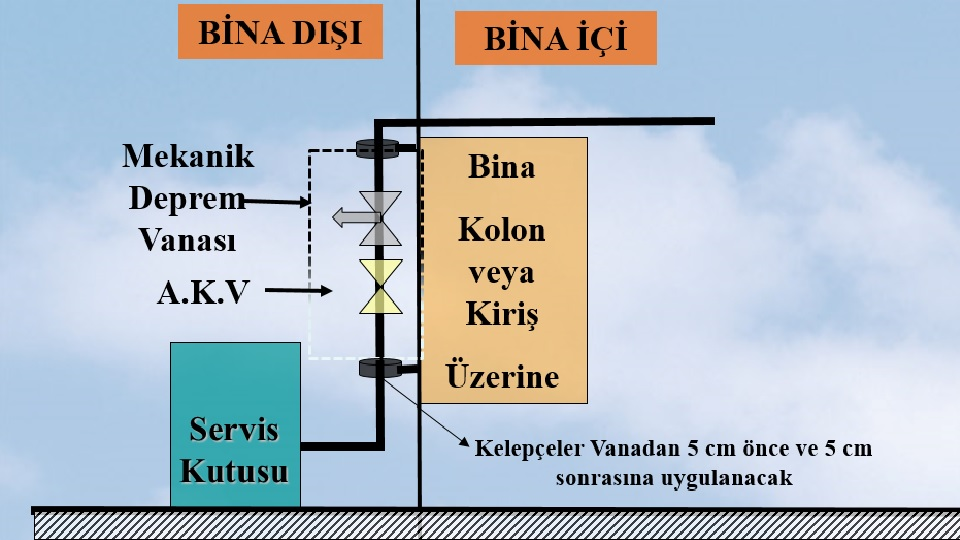 BİNA DIŞI
BİNA İÇİ
Mekanik
Deprem
Vanası
A.K.V
Bina
Kolon
veya
Kiriş
Üzerine
Servis
Kutusu
Kelepçeler Vanadan 5 cm önce ve 5 cm
sonrasına uygulanacak